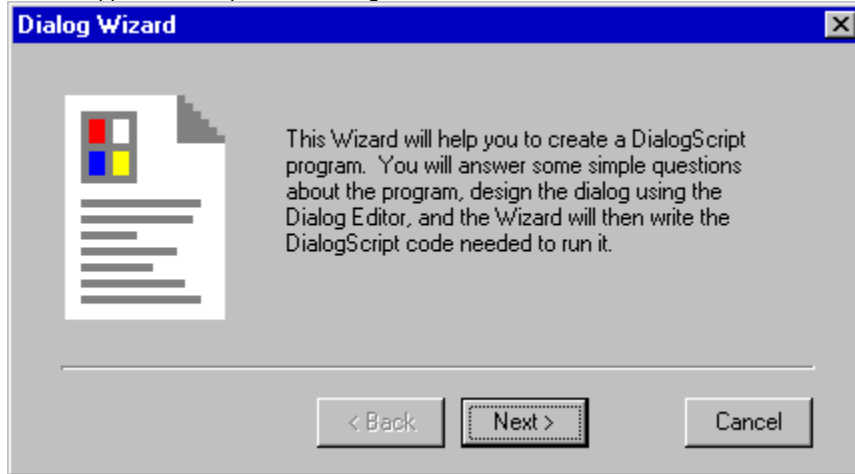 Dialog Wizard
This Wizard will help you to create a DialogScript
program. You will answer some simple questions
about the program, design the dialog using the
Dialog Editor, and the Wizard will then write the
DialogScript code needed to run it.
< Back
Next >
Cancel